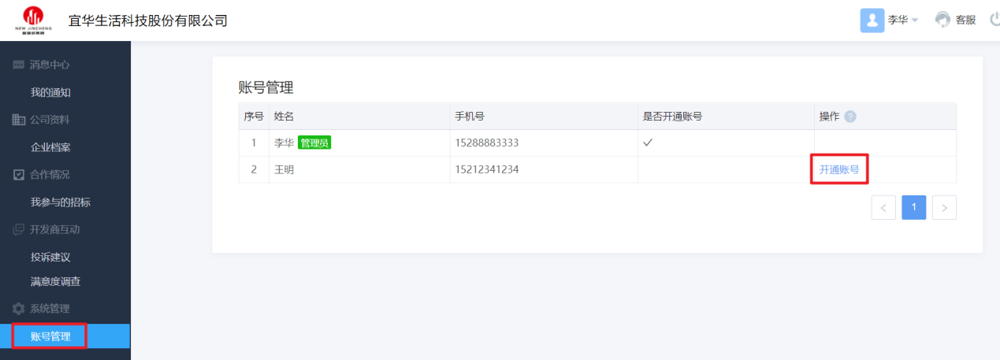 宜华生活科技股份有限公司
李华
客服
NEW JINCHENG
消息中心
我的通知
公司资料
企业档案
合作情况
我参与的招标
开发商互动
投诉建议
满意度调查
系统管理
账号管理
账号管理
序号 姓名 手机号 是否开通账号 操作 ?
1 李华 管理员 15288883333 ✓
2 王明 15212341234 开通账号
< 1 >